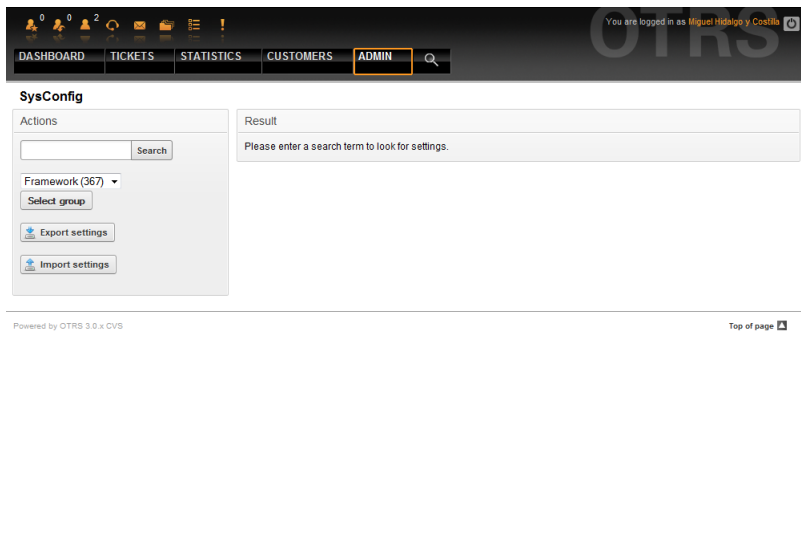 0 0 2
You are logged in as Miguel Hidalgo y Costilla
OTRS
DASHBOARD TICKETS STATISTICS CUSTOMERS ADMIN
SysConfig
Actions
Search
Framework (367)
Select group
Export settings
Import settings
Result
Please enter a search term to look for settings.
Powered by OTRS 3.0.x CVS
Top of page